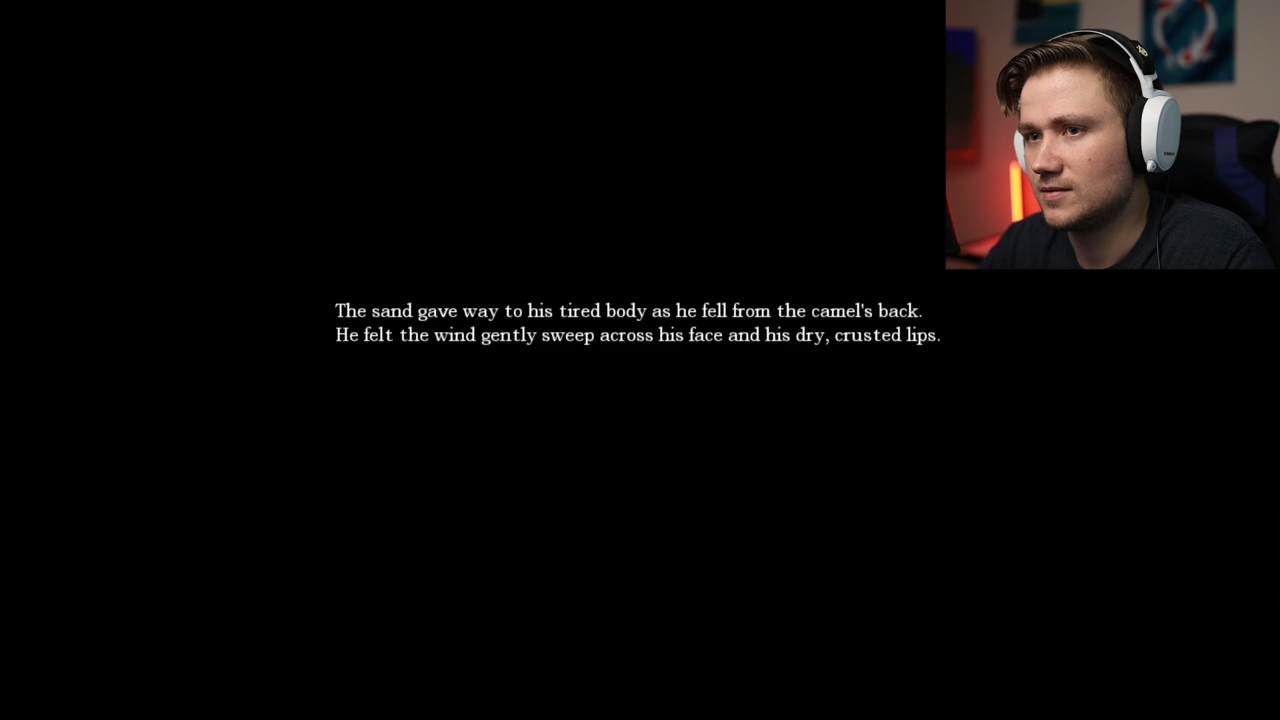 The sand gave way to his tired body as he fell from the camel's back.
He felt the wind gently sweep across his face and his dry, crusted lips.